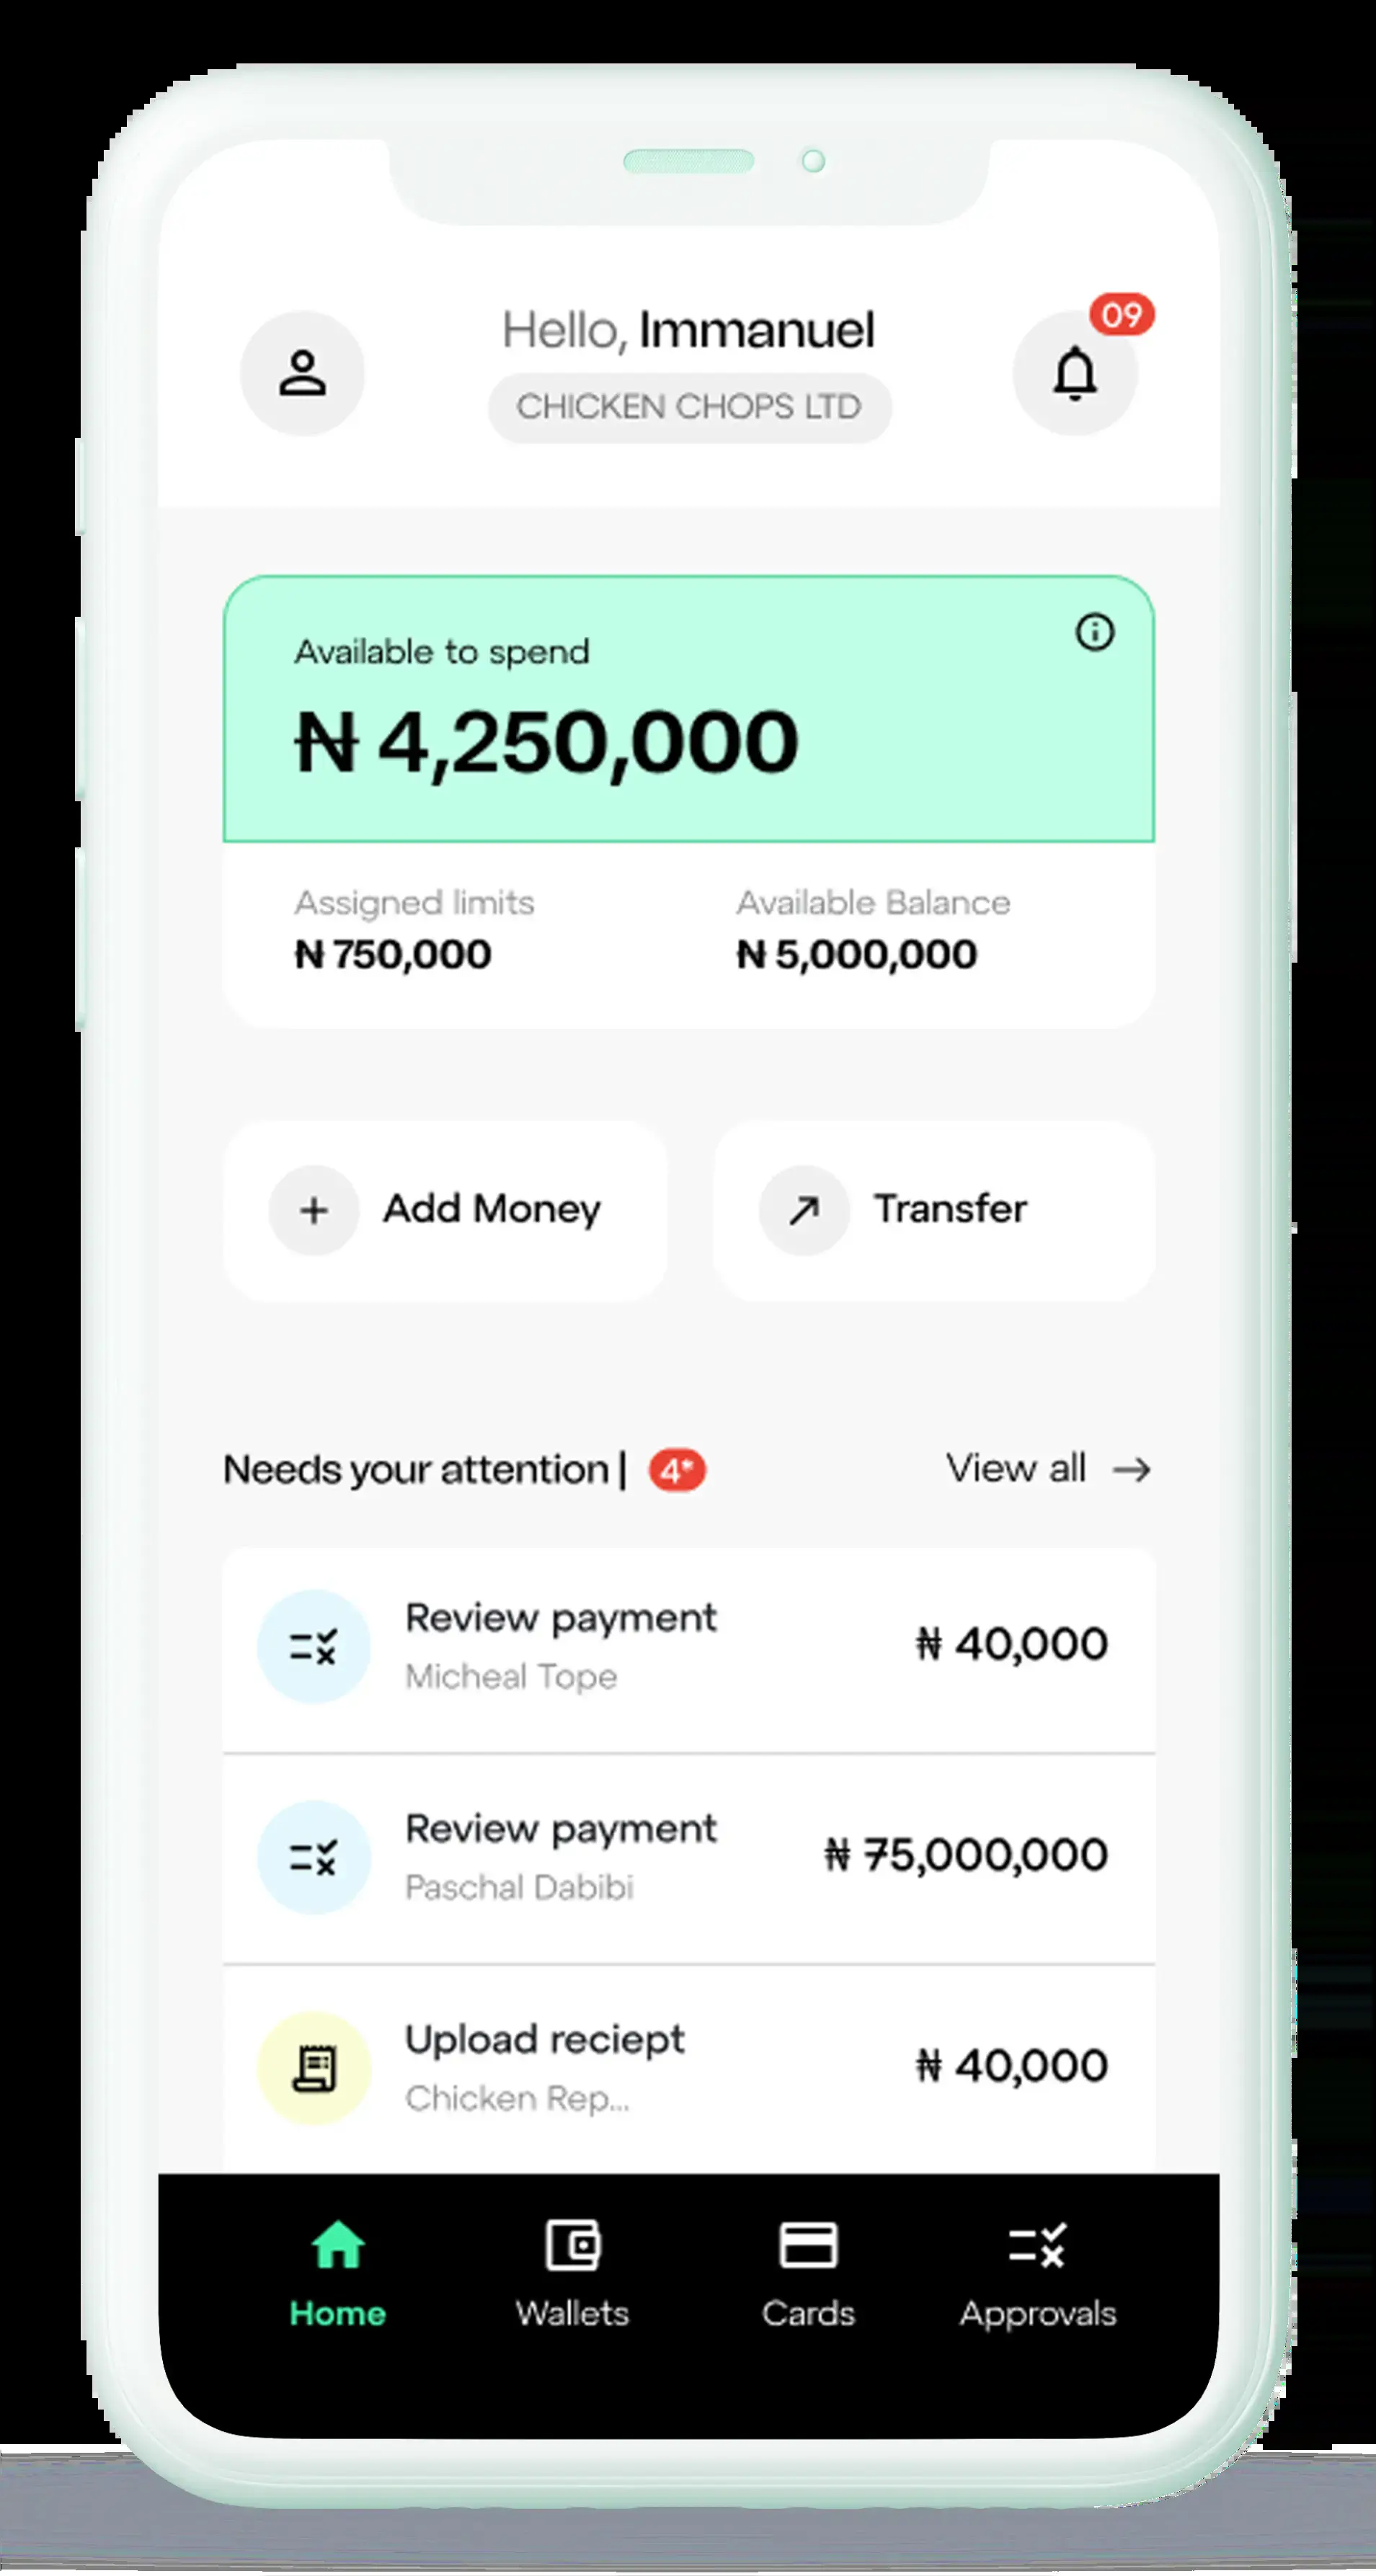 Hello, Immanuel
09
CHICKEN CHOPS LTD
Available to spend
₦ 4,250,000
Assigned limits
Available Balance
₦ 750,000
₦ 5,000,000
Add Money
Transfer
Needs your attention | 4*
View all →
Review payment
₦ 40,000
Micheal Tope
Review payment
₦ 75,000,000
Paschal Dabibi
Upload reciept
₦ 40,000
Chicken Rep...
Home
Wallets
Cards
Approvals